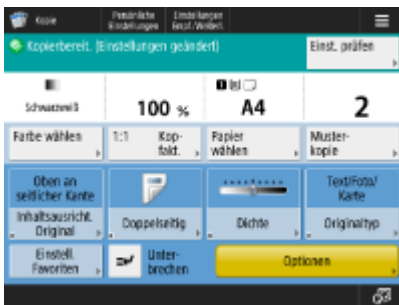 Kopie
Persönliche Einstellungen
Einstellungen Empf./Weiterl.
Kopierbereit. (Einstellungen geändert)
Einst. prüfen
Schwarzweiß
100 %
A4
2
Farbe wählen
1:1 Kop-
fakt.
Papier
wählen
Muster-
kopie
Oben an
seitlicher Kante
Text/Foto/
Karte
Inhaltsausricht.
Original
Doppelseitig
Dichte
Originaltyp
Einstell.
Favoriten
Unter-
brechen
Optionen